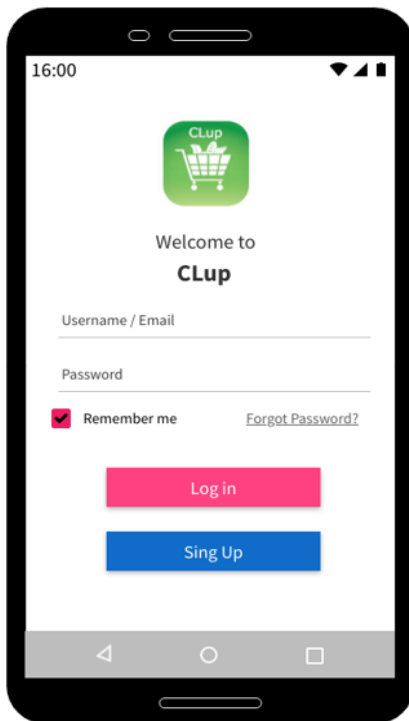 16:00
CLup
Welcome to
CLup
Username / Email
Password
Remember me Forgot Password?
Log in
Sing Up